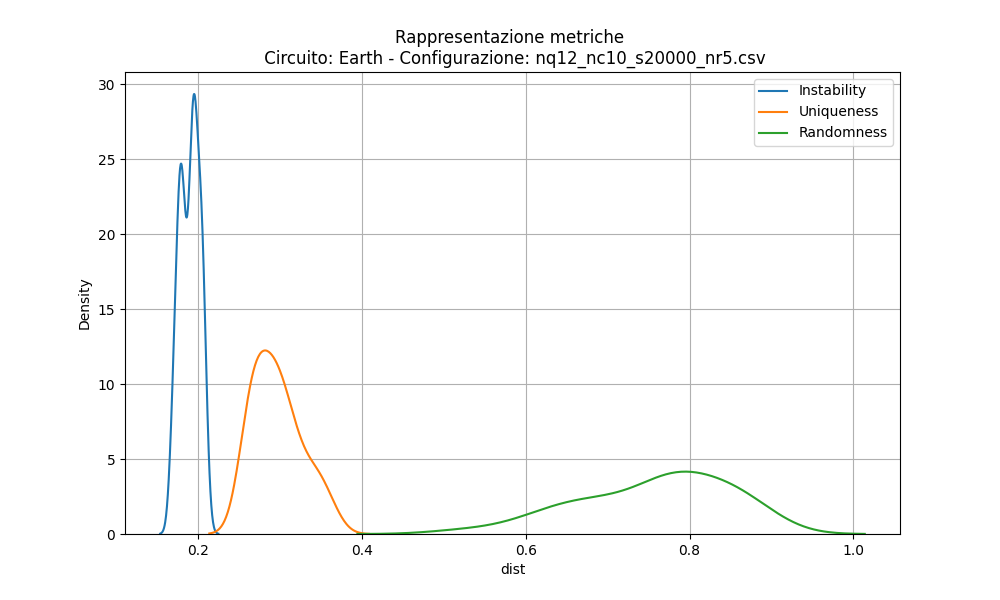 Rappresentazione metriche
Circuito: Earth - Configurazione: nq12_nc10_s20000_nr5.csv
Instability
Uniqueness
Randomness
Density
30
25
20
15
10
5
0
0.2
0.4
0.6
0.8
1.0
dist